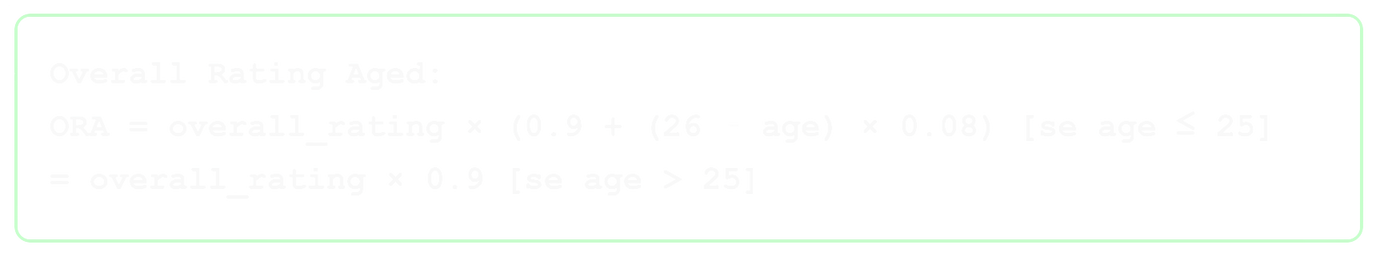 Overall Rating Aged:
ORA = overall_rating × (0.9 + (26 - age) × 0.08) [se age ≤ 25]
= overall_rating × 0.9 [se age > 25]